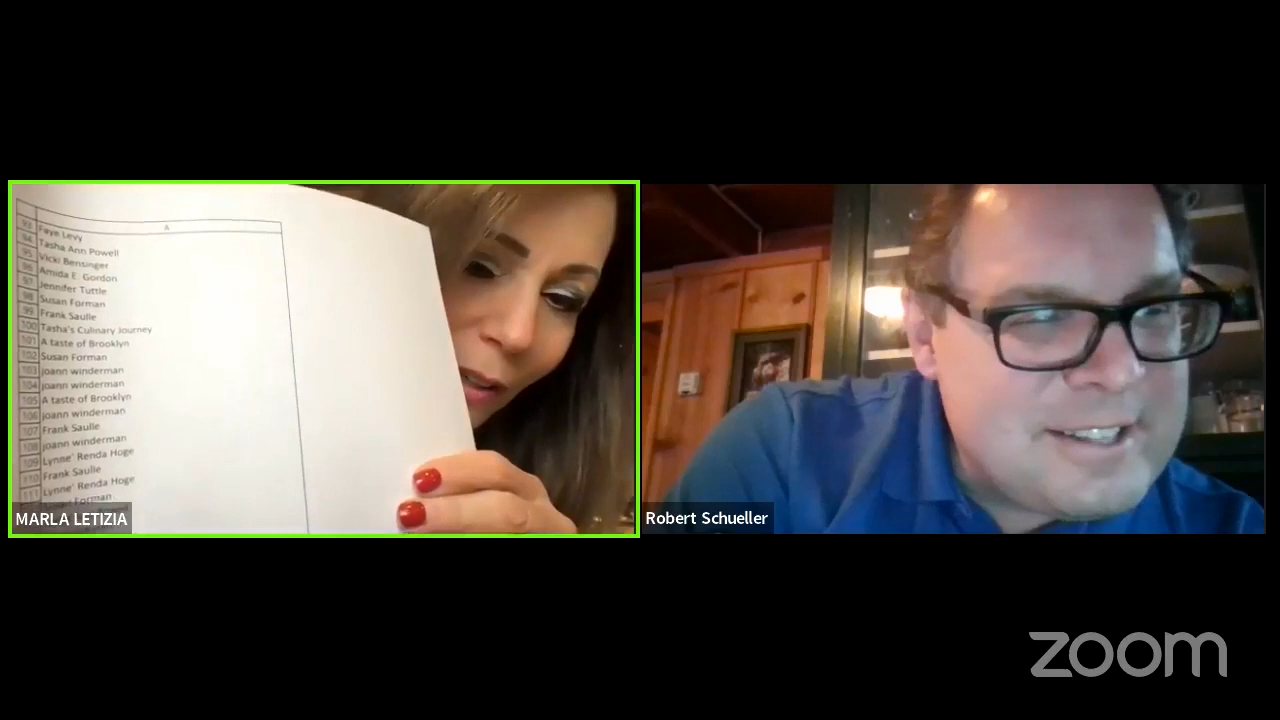 A
93 Faye Levy
94 Tasha Ann Powell
95 Vicki Bensinger
96 Amida E. Gordon
97 Jennifer Tuttle
98 Susan Forman
99 Frank Saulle
100 Tasha's Culinary Journey
101 A taste of Brooklyn
102 Susan Forman
103 joann winderman
104 joann winderman
105 A taste of Brooklyn
106 joann winderman
107 Frank Saulle
108 joann winderman
109 Lynne' Renda Hoge
110 Frank Saulle
111 Lynne' Renda Hoge
Forman
MARLA LETIZIA
Robert Schueller
zoom